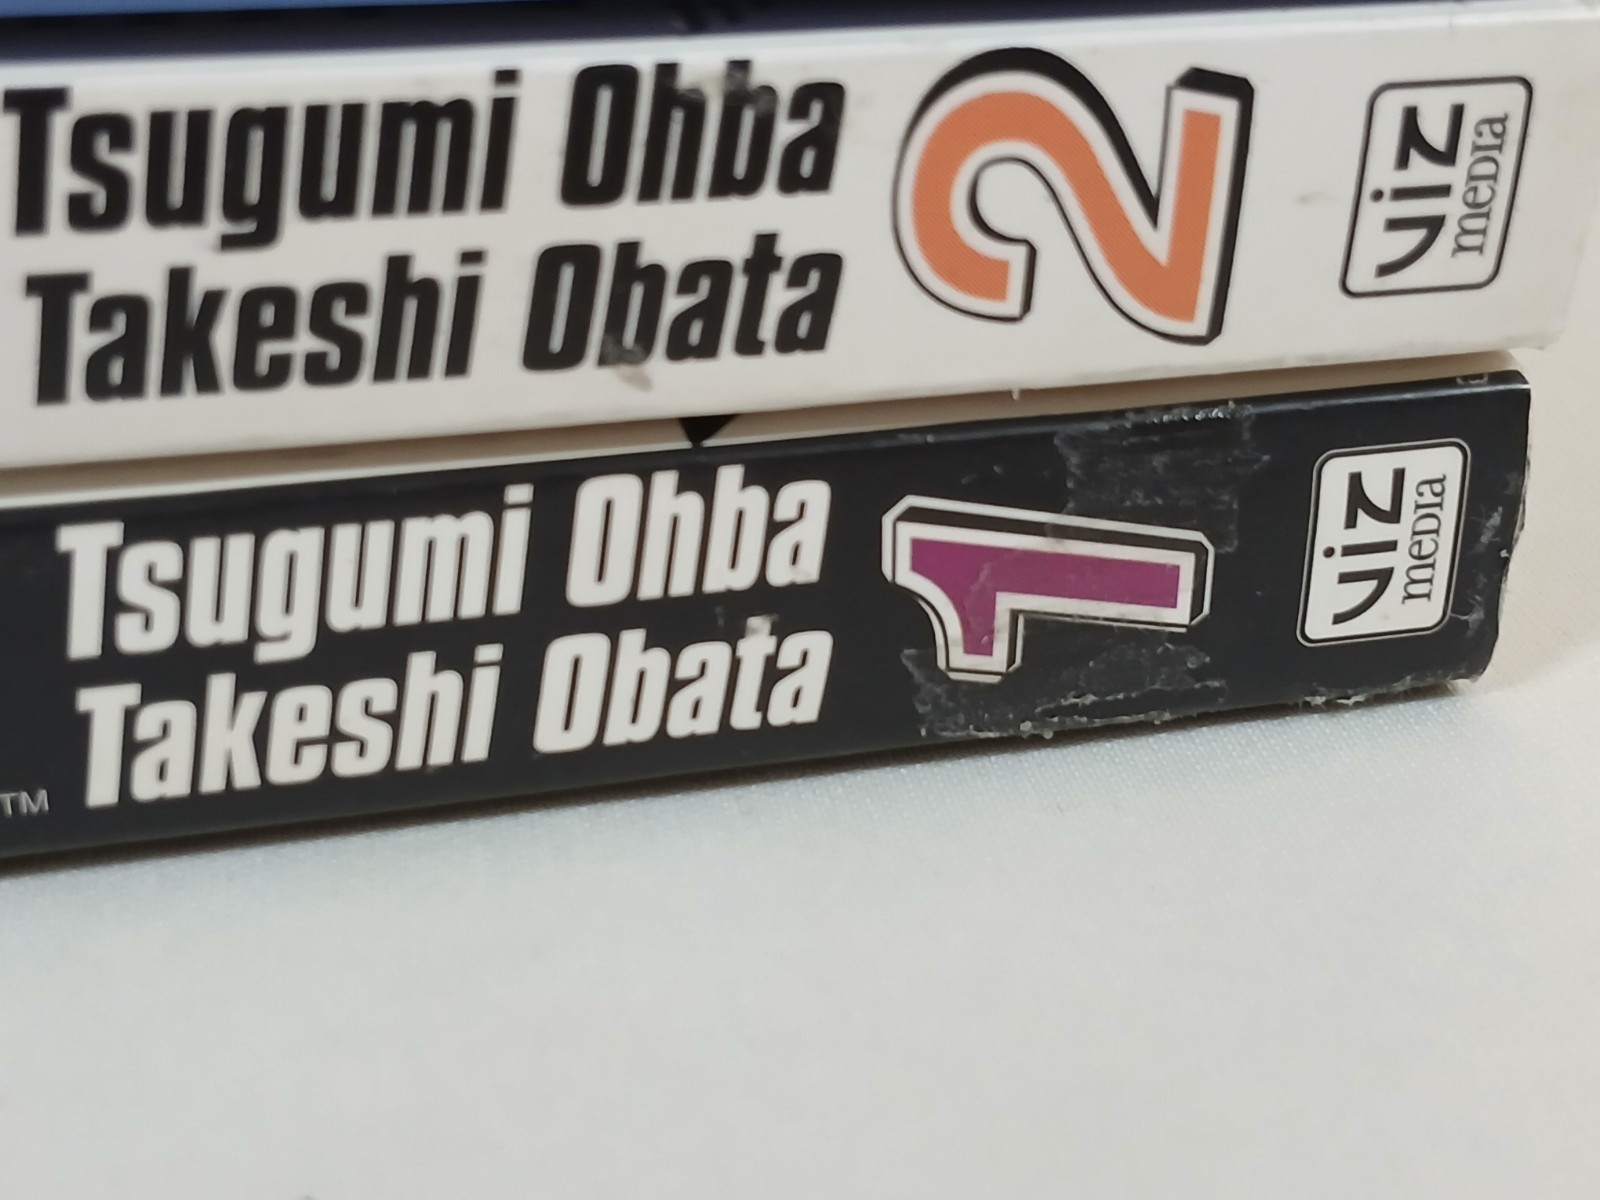 Tsugumi Ohba
Takeshi Obata
2
VIZ
MEDIA
Tsugumi Ohba
Takeshi Obata
1
VIZ
MEDIA
TM